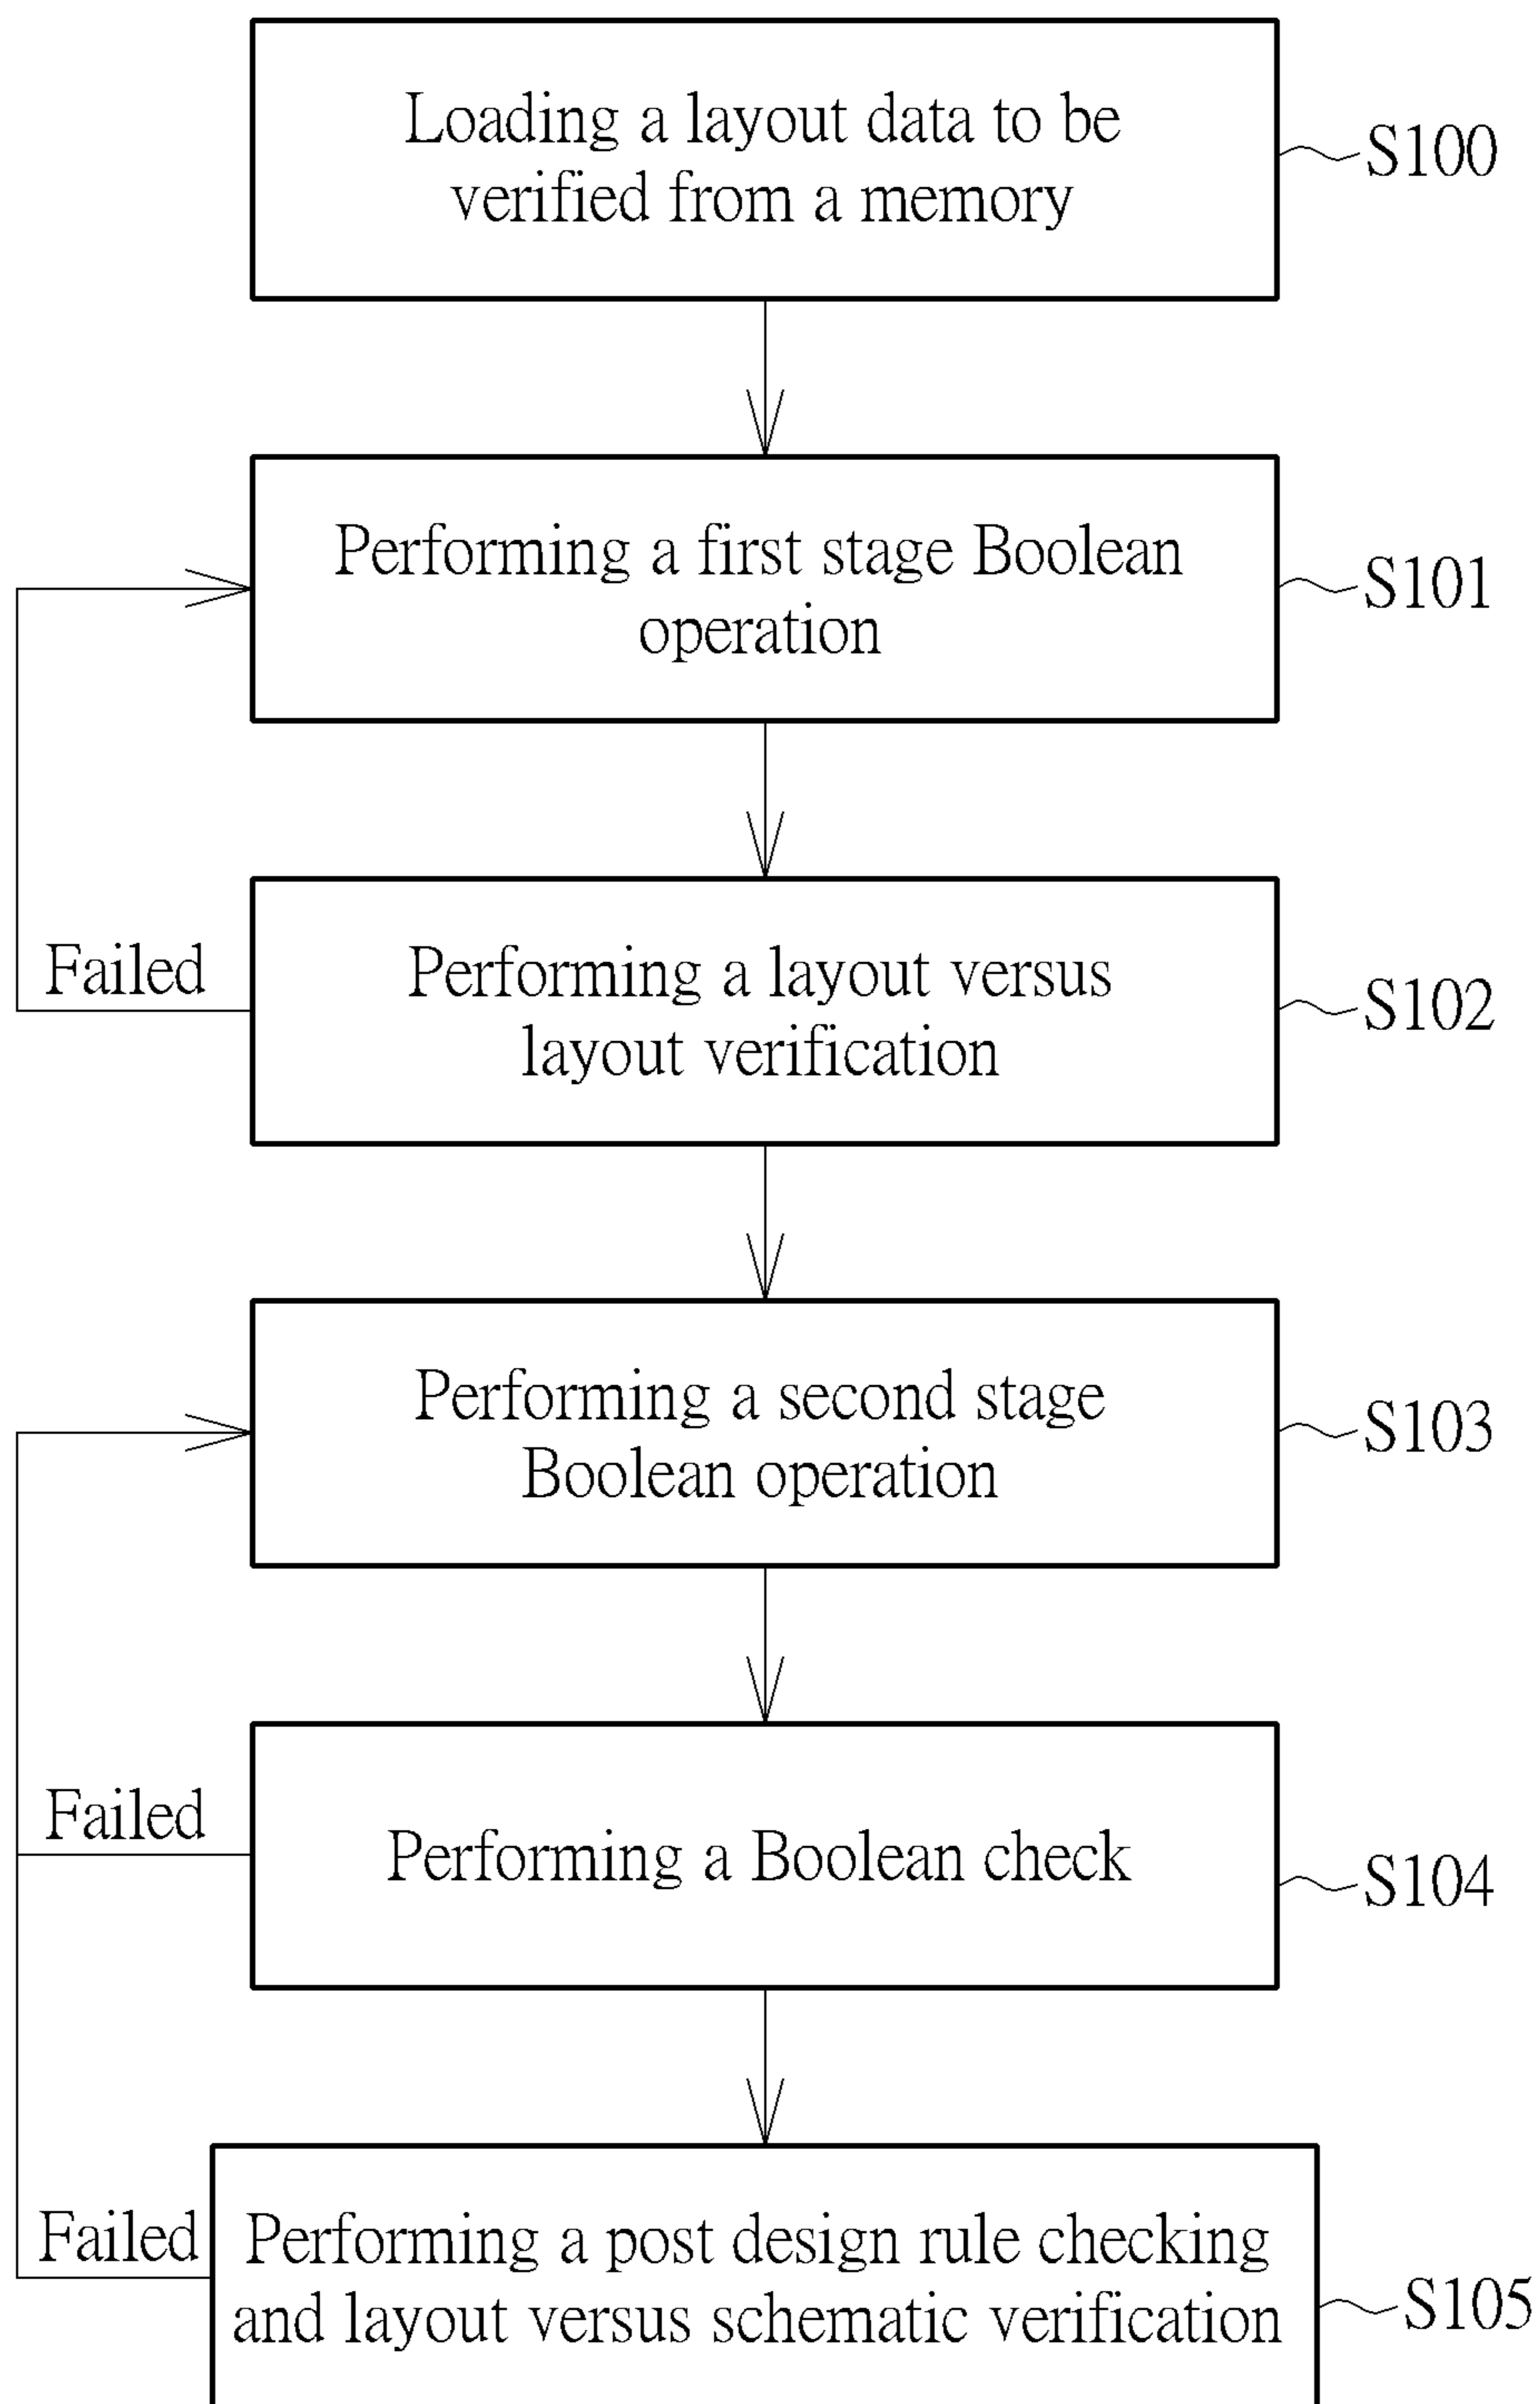 Loading a layout data to be
verified from a memory
S100
Performing a first stage Boolean
operation
S101
Failed
Performing a layout versus
layout verification
S102
Performing a second stage
Boolean operation
S103
Failed
Performing a Boolean check
S104
Failed
Performing a post design rule checking
and layout versus schematic verification
S105